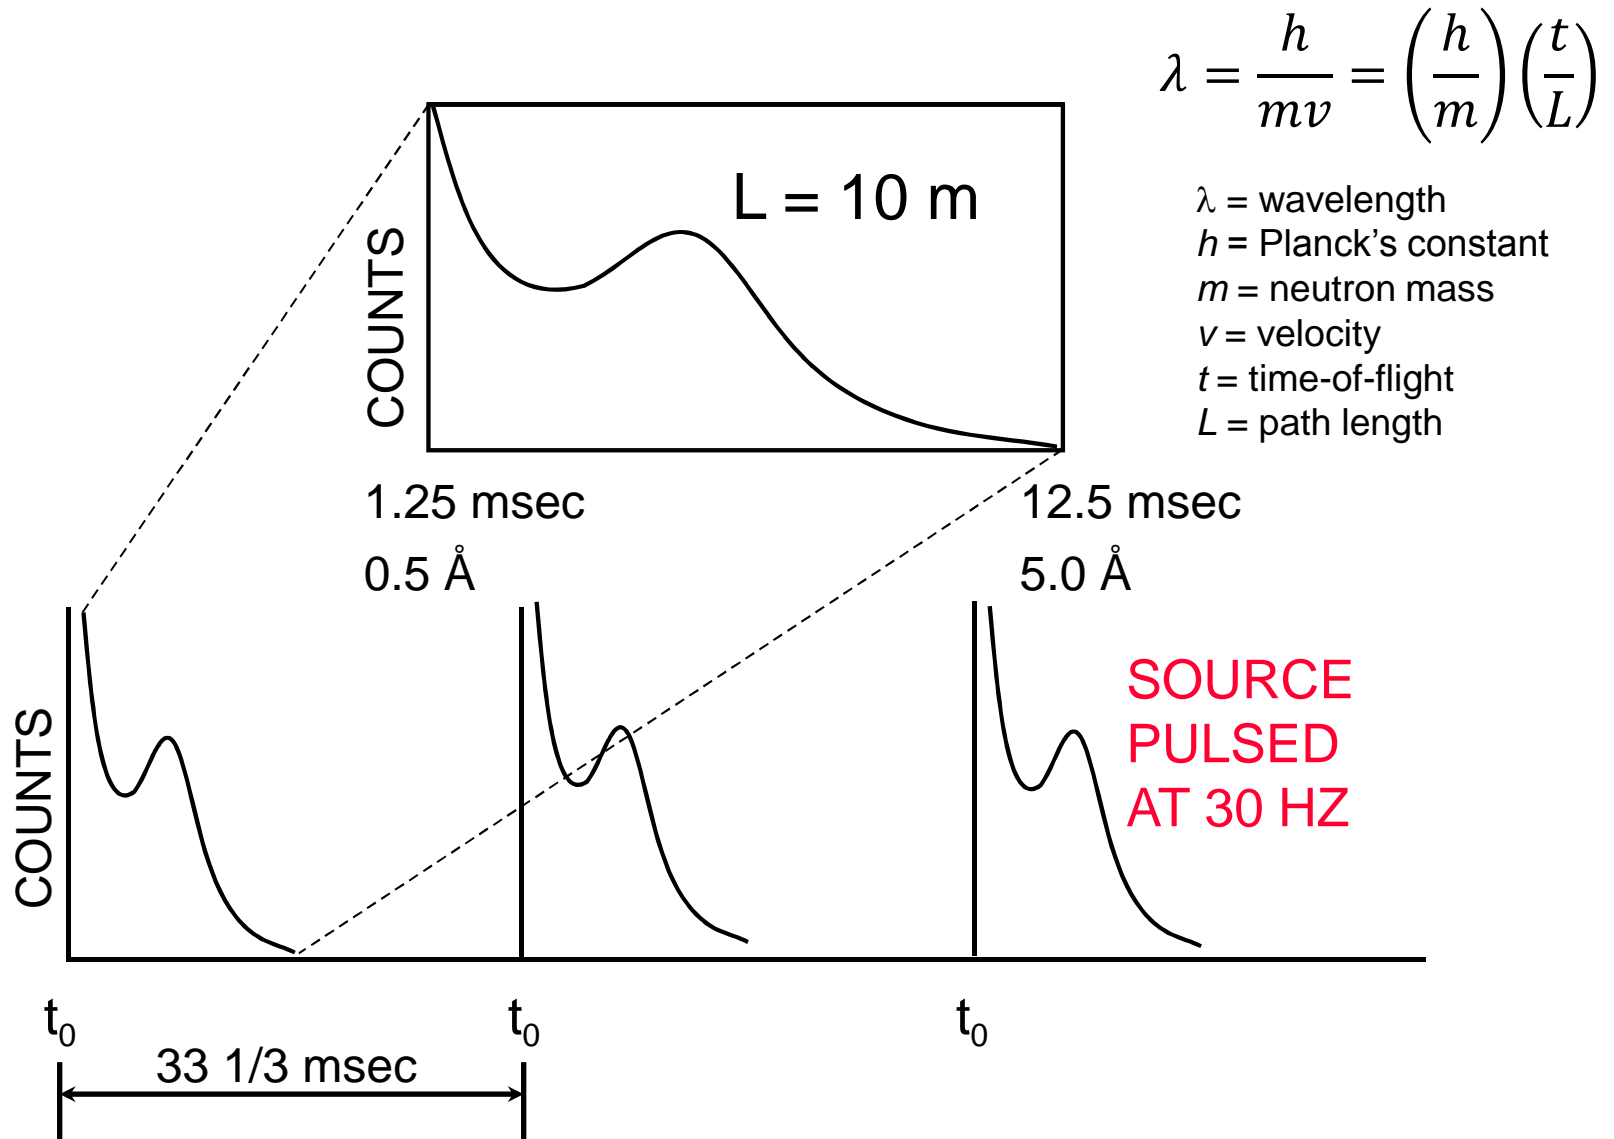 λ = h/mv = (h/m)(t/L)
L = 10 m
λ = wavelength
h = Planck's constant
m = neutron mass
v = velocity
t = time-of-flight
L = path length
COUNTS
1.25 msec
0.5 Å
12.5 msec
5.0 Å
SOURCE
PULSED
AT 30 HZ
COUNTS
t₀
t₀
t₀
33 1/3 msec